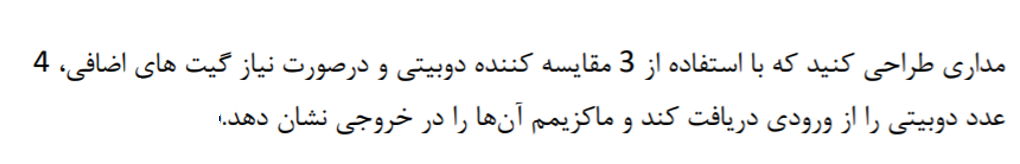 مداری طراحی کنید که با استفاده از 3 مقایسه کننده دوبیتی و درصورت نیاز گیت های اضافی، 4
عدد دوبیتی را از ورودی دریافت کند و ماکزیمم آن‌ها را در خروجی نشان دهد.